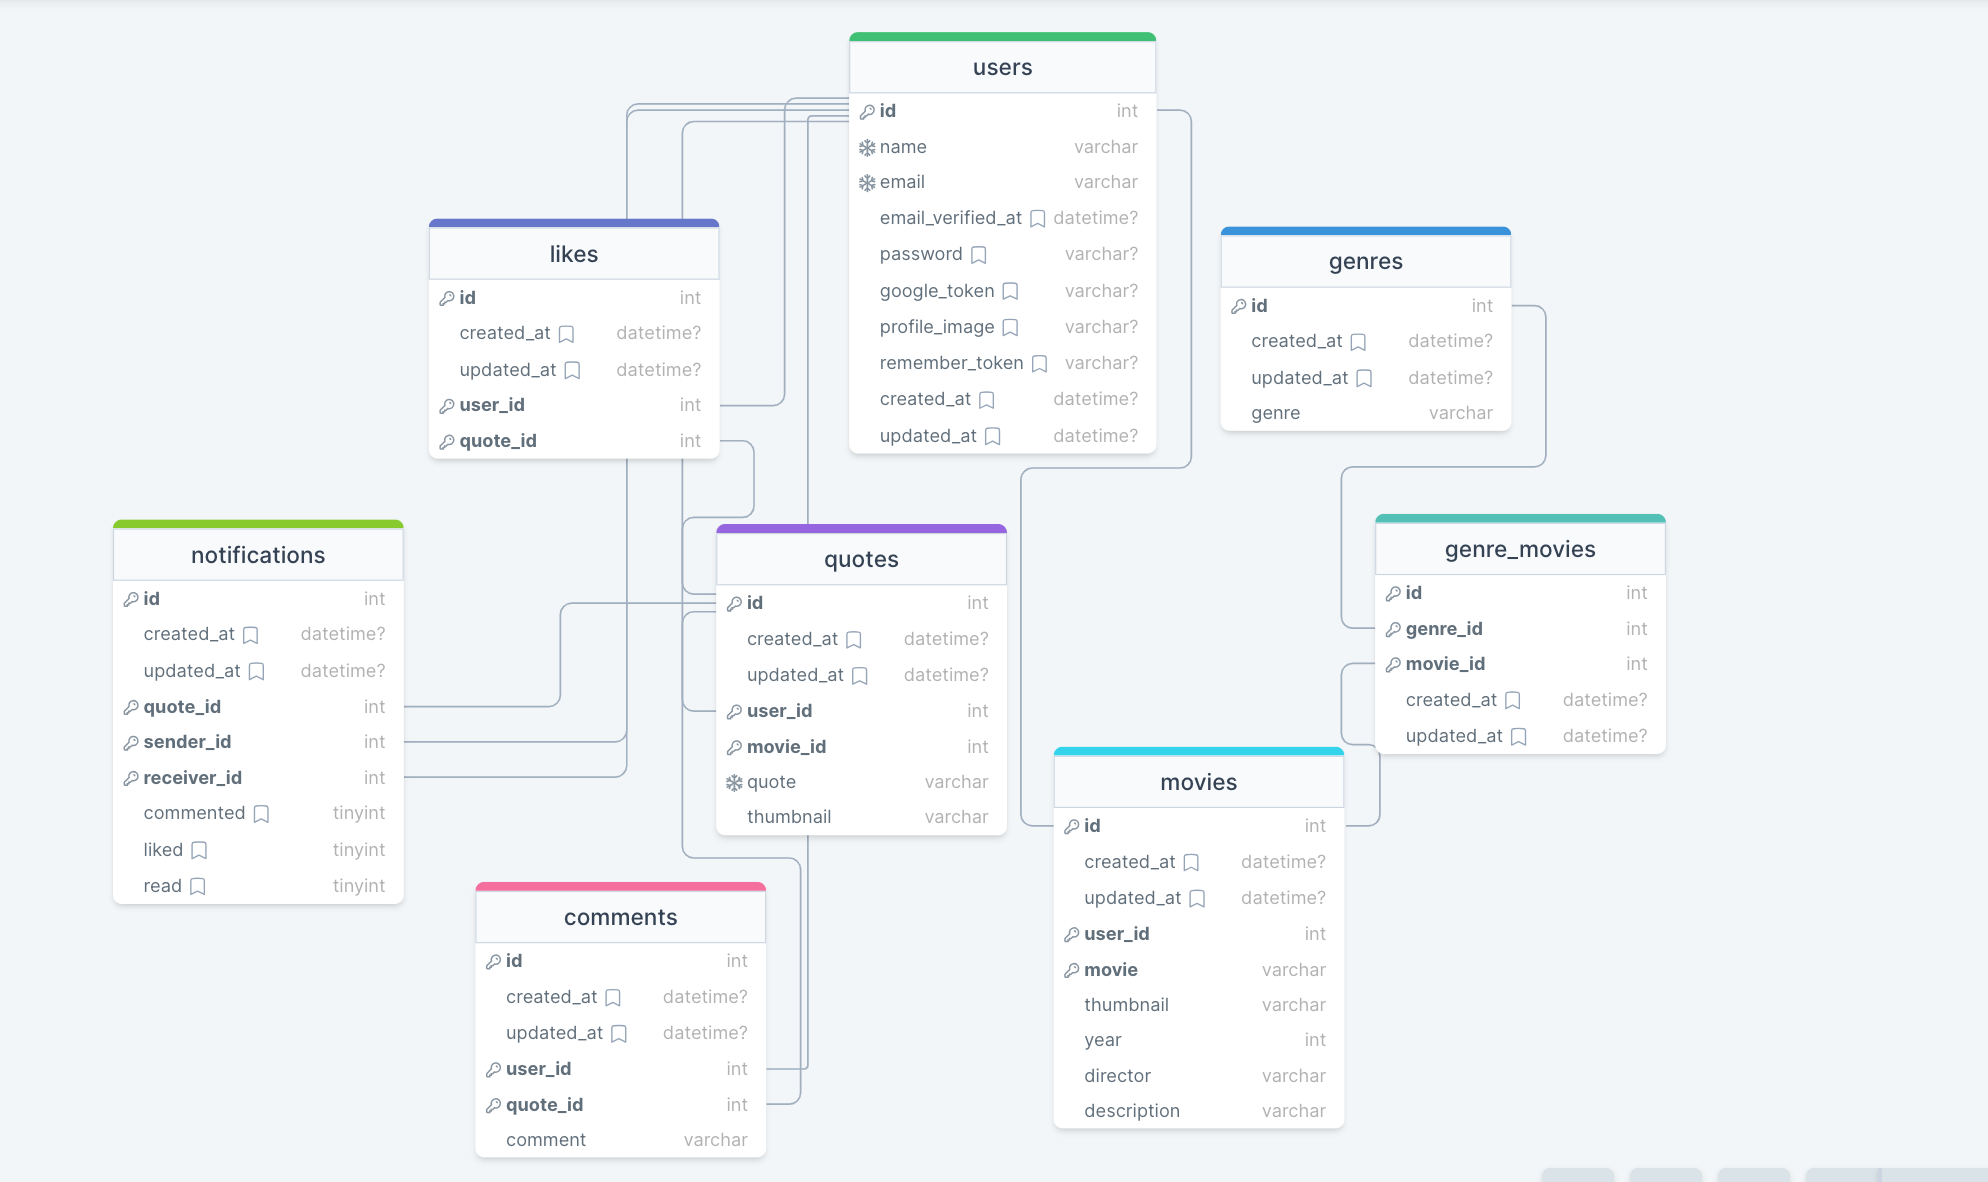 users
id int
name varchar
email varchar
email_verified_at datetime?
password varchar?
google_token varchar?
profile_image varchar?
remember_token varchar?
created_at datetime?
updated_at datetime?
likes
id int
created_at datetime?
updated_at datetime?
user_id int
quote_id int
genres
id int
created_at datetime?
updated_at datetime?
genre varchar
notifications
id int
created_at datetime?
updated_at datetime?
quote_id int
sender_id int
receiver_id int
commented tinyint
liked tinyint
read tinyint
quotes
id int
created_at datetime?
updated_at datetime?
user_id int
movie_id int
quote varchar
thumbnail varchar
genre_movies
id int
genre_id int
movie_id int
created_at datetime?
updated_at datetime?
movies
id int
created_at datetime?
updated_at datetime?
user_id int
movie varchar
thumbnail varchar
year int
director varchar
description varchar
comments
id int
created_at datetime?
updated_at datetime?
user_id int
quote_id int
comment varchar